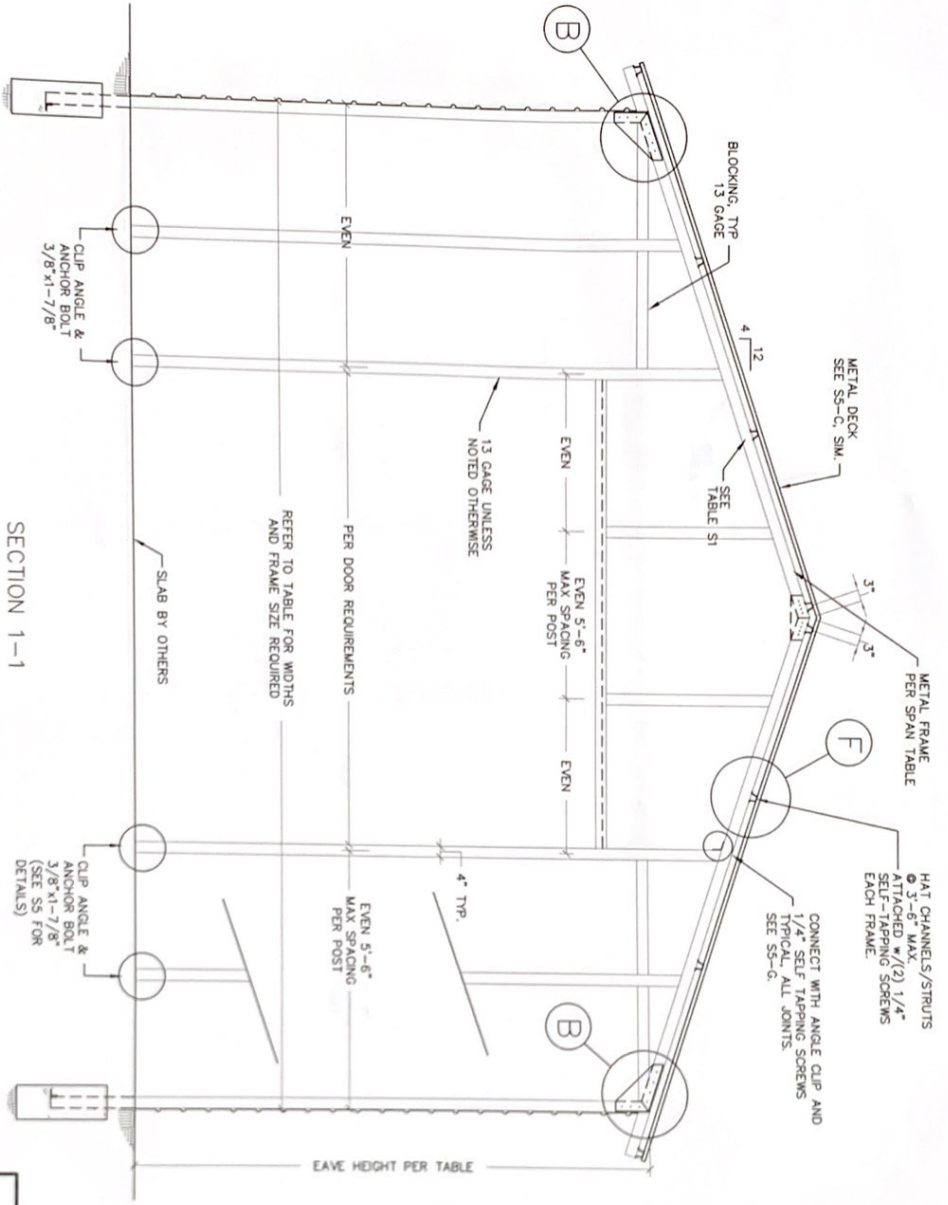 METAL DECK
SEE S5-C, SIM.
12
4
SEE
TABLE S1
3"
3"
METAL FRAME
PER SPAN TABLE
F
HAT CHANNELS/STRUTS
@ 3'-6" MAX.
ATTACHED w/(2) 1/4"
SELF-TAPPING SCREWS
EACH FRAME.
CONNECT WITH ANGLE CLIP AND
1/4" SELF TAPPING SCREWS
TYPICAL, ALL JOINTS.
SEE S5-G.
B
BLOCKING, TYP
13 GAGE
B
EVEN
EVEN 5'-6"
MAX SPACING
PER POST
EVEN
13 GAGE UNLESS
NOTED OTHERWISE
4" TYP.
EVEN
PER DOOR REQUIREMENTS
EVEN 5'-6"
MAX SPACING
PER POST
REFER TO TABLE FOR WIDTHS
AND FRAME SIZE REQUIRED
EAVE HEIGHT PER TABLE
CLIP ANGLE &
ANCHOR BOLT
3/8"x1-7/8"
SLAB BY OTHERS
CLIP ANGLE &
ANCHOR BOLT
3/8"x1-7/8"
(SEE S5 FOR
DETAILS)
SECTION 1-1